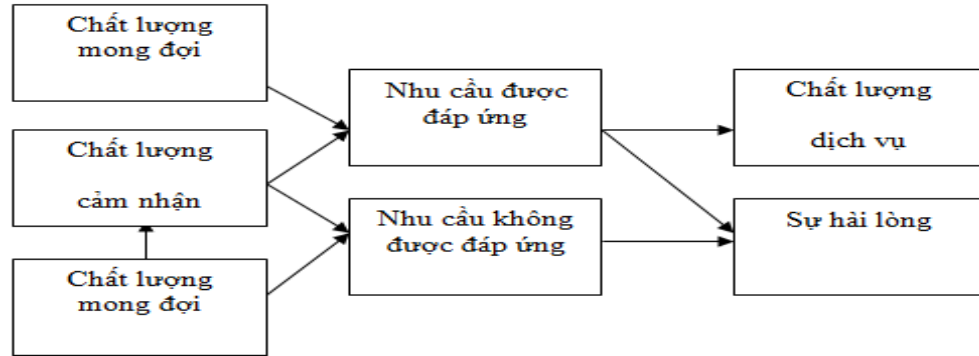 Chất lượng
mong đợi
Nhu cầu được
đáp ứng
Chất lượng
dịch vụ
Chất lượng
cảm nhận
Nhu cầu không
được đáp ứng
Sự hài lòng
Chất lượng
mong đợi